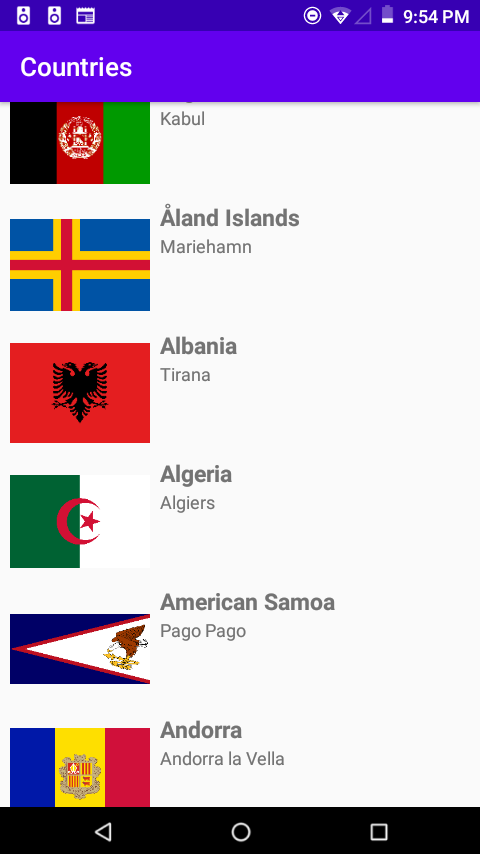 9:54 PM
Countries
Kabul
Åland Islands
Mariehamn
Albania
Tirana
Algeria
Algiers
American Samoa
Pago Pago
Andorra
Andorra la Vella